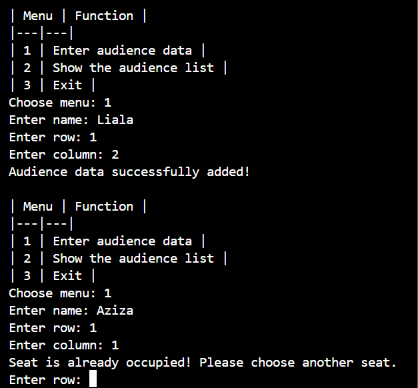 | Menu | Function |
|---|---|
| 1 | Enter audience data |
| 2 | Show the audience list |
| 3 | Exit |
Choose menu: 1
Enter name: Liala
Enter row: 1
Enter column: 2
Audience data successfully added!
| Menu | Function |
|---|---|
| 1 | Enter audience data |
| 2 | Show the audience list |
| 3 | Exit |
Choose menu: 1
Enter name: Aziza
Enter row: 1
Enter column: 1
Seat is already occupied! Please choose another seat.
Enter row: